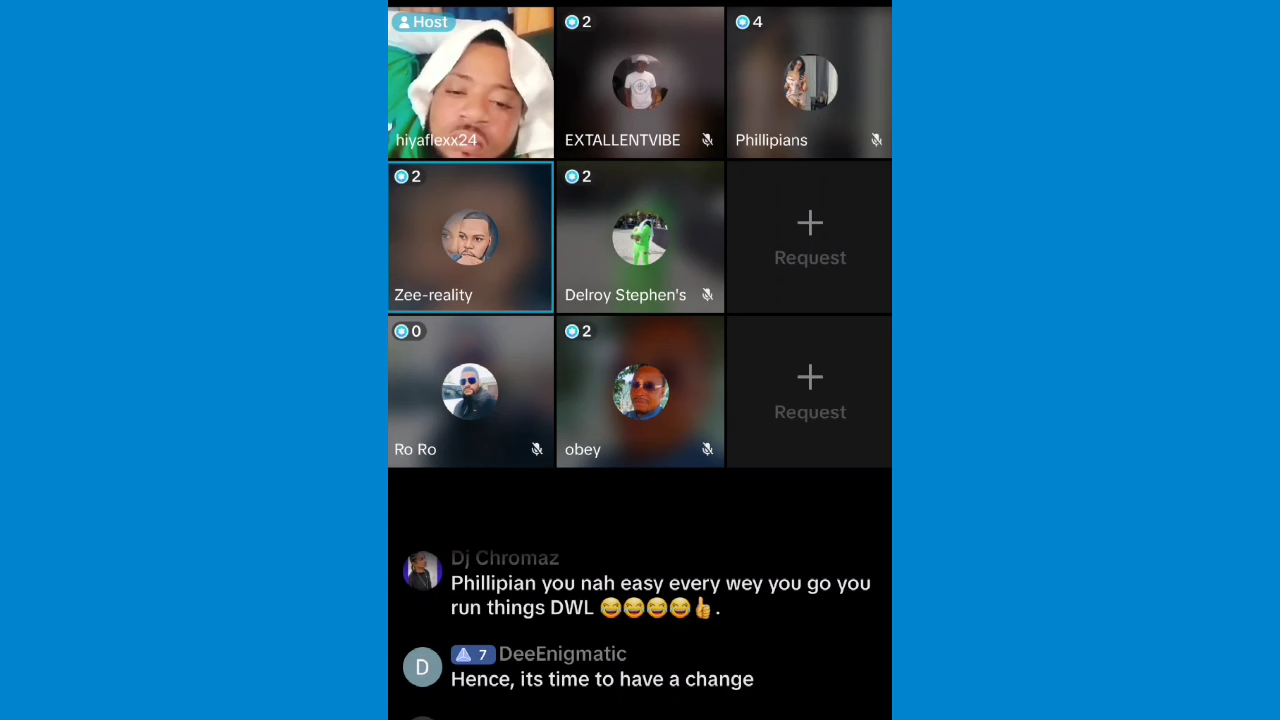 Host
2
4
hiyaflexx24
EXTALLENTVIBE
Phillipians
2
2
Zee-reality
Delroy Stephen's
Request
0
2
Ro Ro
obey
Request
Dj Chromaz
Phillipian you nah easy every wey you go you
run things DWL 😂😂😂😂👍.
7 DeeEnigmatic
D
Hence, its time to have a change